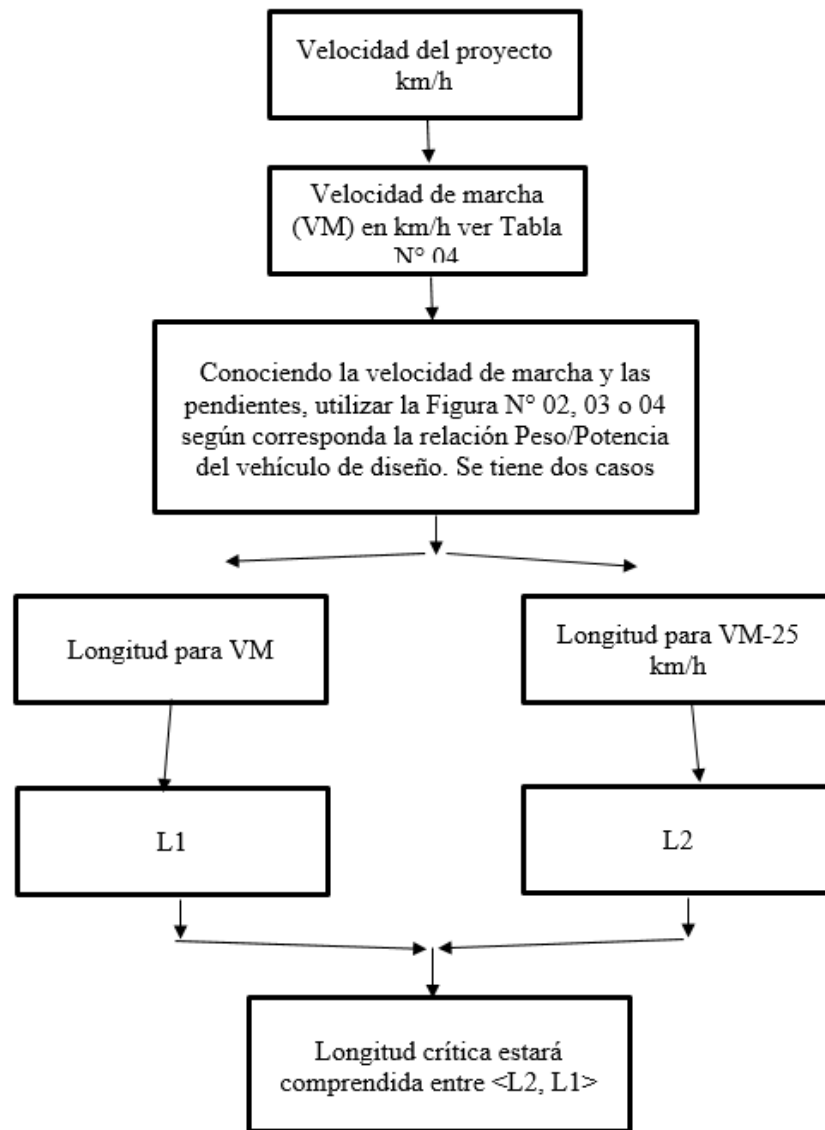 Velocidad del proyecto
km/h
Velocidad de marcha
(VM) en km/h ver Tabla
N° 04
Conociendo la velocidad de marcha y las
pendientes, utilizar la Figura N° 02, 03 o 04
según corresponda la relación Peso/Potencia
del vehículo de diseño. Se tiene dos casos
Longitud para VM
Longitud para VM-25
km/h
L1
L2
Longitud crítica estará
comprendida entre <L2, L1>